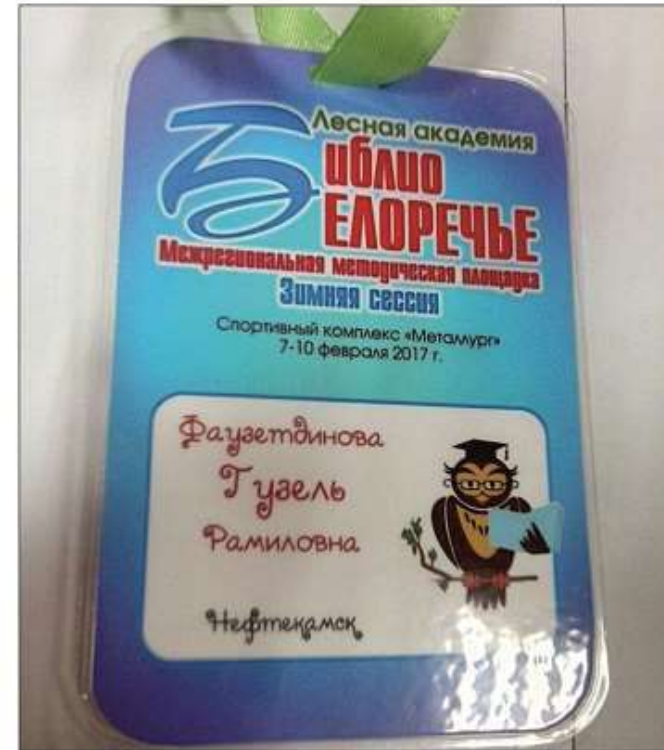 Лесная академия
Библио
Белоречье
Межрегиональная методическая площадка
Зимняя сессия
Спортивный комплекс «Металлург»
7-10 февраля 2017 г.
Фаузетдинова
Гузель
Рамиловна
Нефтекамск